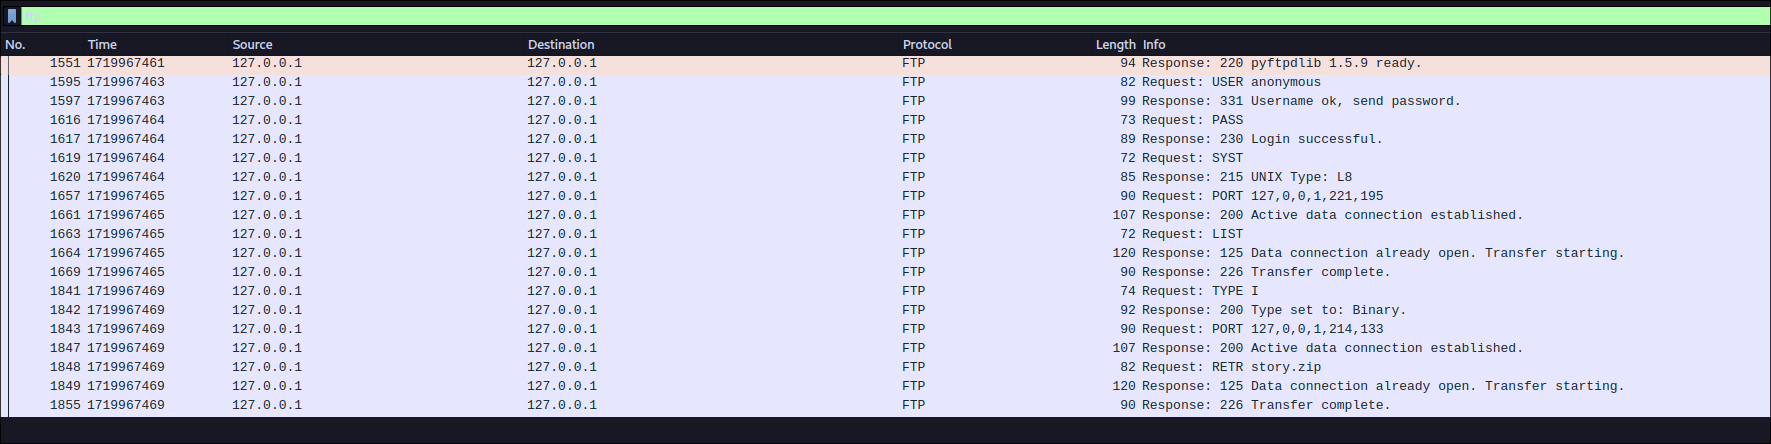 ftp
No. Time Source Destination Protocol Length Info
1551 1719967461 127.0.0.1 127.0.0.1 FTP 94 Response: 220 pyftpdlib 1.5.9 ready.
1595 1719967463 127.0.0.1 127.0.0.1 FTP 82 Request: USER anonymous
1597 1719967463 127.0.0.1 127.0.0.1 FTP 99 Response: 331 Username ok, send password.
1616 1719967464 127.0.0.1 127.0.0.1 FTP 73 Request: PASS
1617 1719967464 127.0.0.1 127.0.0.1 FTP 89 Response: 230 Login successful.
1619 1719967464 127.0.0.1 127.0.0.1 FTP 72 Request: SYST
1620 1719967464 127.0.0.1 127.0.0.1 FTP 85 Response: 215 UNIX Type: L8
1657 1719967465 127.0.0.1 127.0.0.1 FTP 90 Request: PORT 127,0,0,1,221,195
1661 1719967465 127.0.0.1 127.0.0.1 FTP 107 Response: 200 Active data connection established.
1663 1719967465 127.0.0.1 127.0.0.1 FTP 72 Request: LIST
1664 1719967465 127.0.0.1 127.0.0.1 FTP 120 Response: 125 Data connection already open. Transfer starting.
1669 1719967465 127.0.0.1 127.0.0.1 FTP 90 Response: 226 Transfer complete.
1841 1719967469 127.0.0.1 127.0.0.1 FTP 74 Request: TYPE I
1842 1719967469 127.0.0.1 127.0.0.1 FTP 92 Response: 200 Type set to: Binary.
1843 1719967469 127.0.0.1 127.0.0.1 FTP 90 Request: PORT 127,0,0,1,214,133
1847 1719967469 127.0.0.1 127.0.0.1 FTP 107 Response: 200 Active data connection established.
1848 1719967469 127.0.0.1 127.0.0.1 FTP 82 Request: RETR story.zip
1849 1719967469 127.0.0.1 127.0.0.1 FTP 120 Response: 125 Data connection already open. Transfer starting.
1855 1719967469 127.0.0.1 127.0.0.1 FTP 90 Response: 226 Transfer complete.